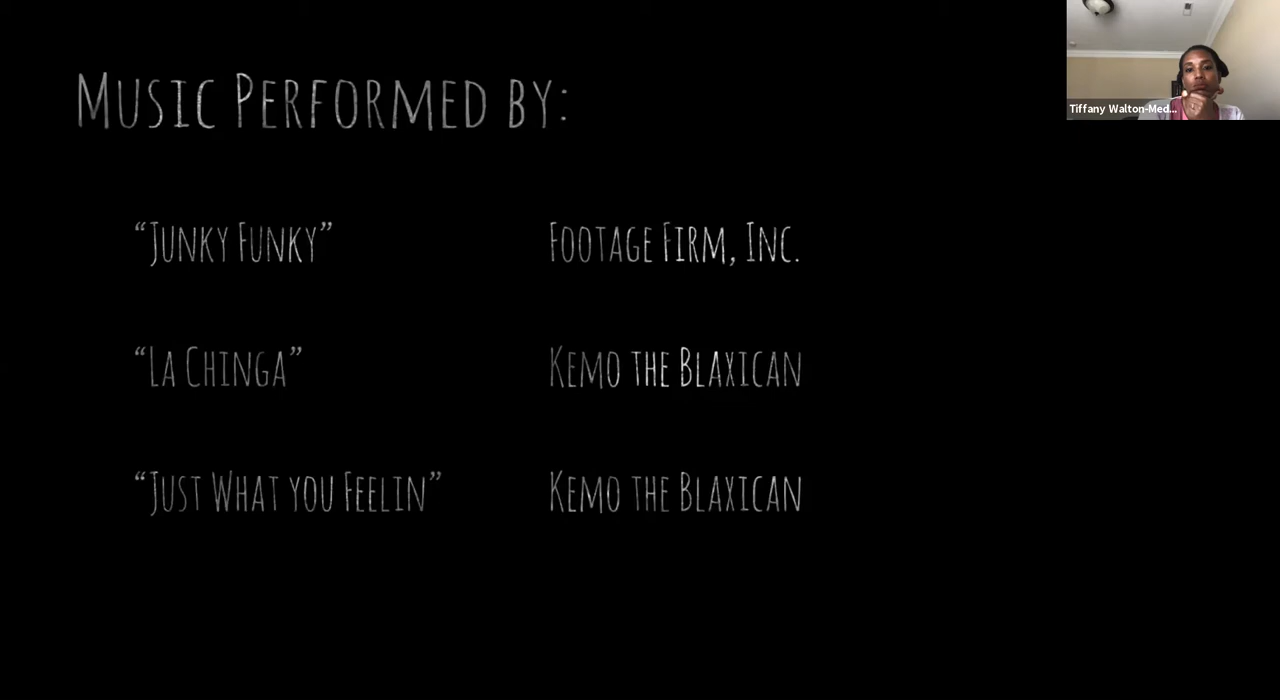 Tiffany Walton-Med...
MUSIC PERFORMED BY:
“JUNKY FUNKY” FOOTAGE FIRM, INC.
“LA CHINGA” KEMO THE BLAXICAN
“JUST WHAT YOU FEELIN” KEMO THE BLAXICAN